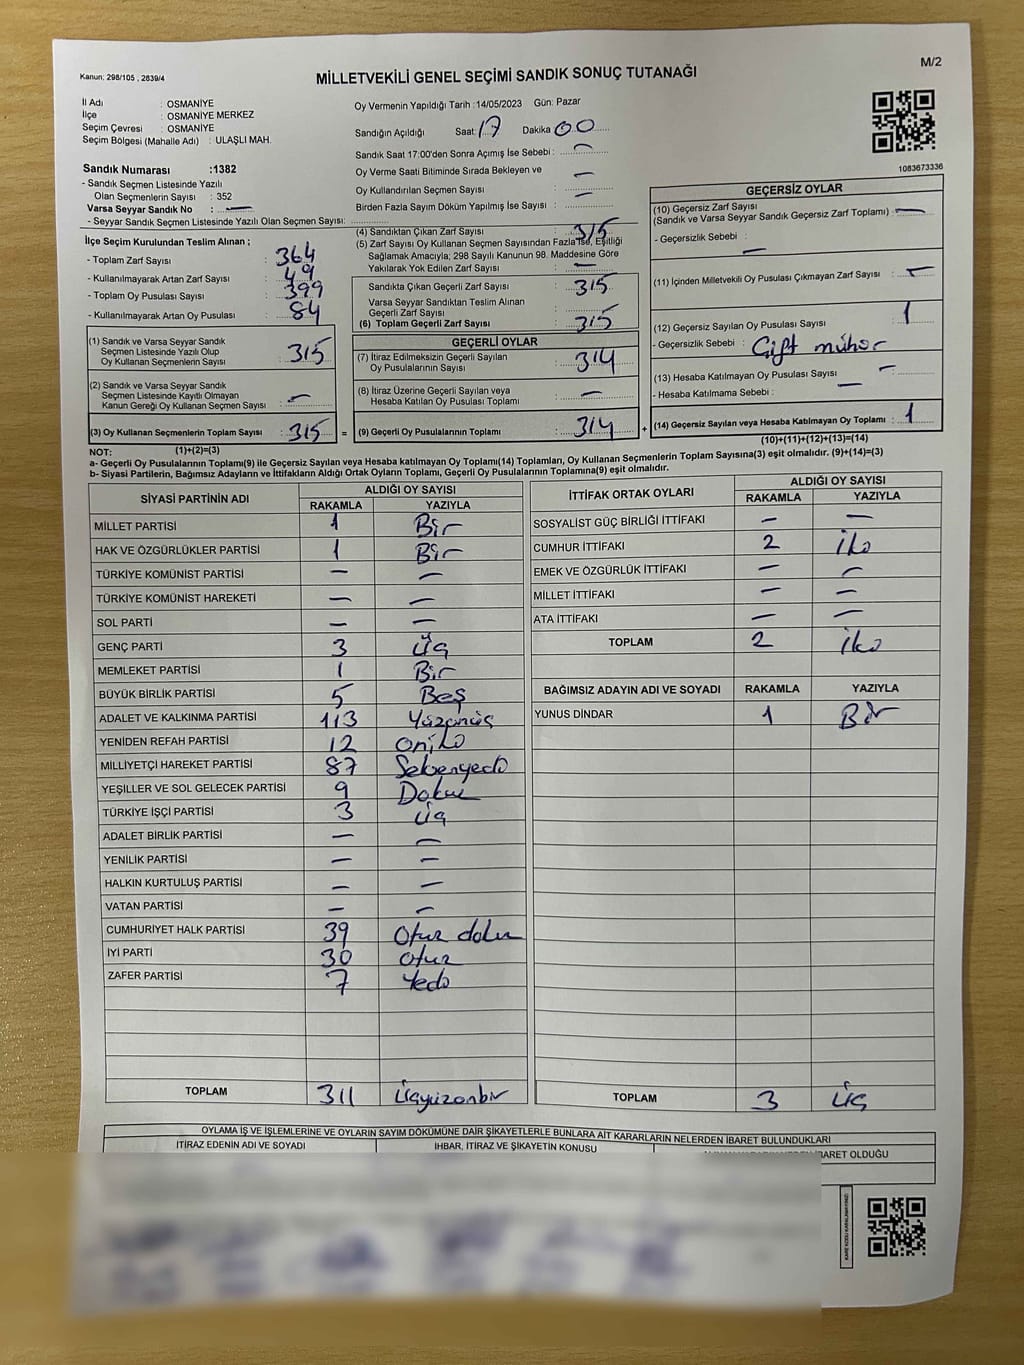 Kanun: 298/105 , 2839/4
MİLLETVEKİLİ GENEL SEÇİMİ SANDIK SONUÇ TUTANAĞI
M/2
İl Adı : OSMANİYE
İlçe : OSMANİYE MERKEZ
Seçim Çevresi : OSMANİYE
Seçim Bölgesi (Mahalle Adı) : ULAŞLI MAH.
Oy Vermenin Yapıldığı Tarih : 14/05/2023 Gün: Pazar
Sandığın Açıldığı Saat: 17 Dakika 00
Sandık Saat 17:00'den Sonra Açımış İse Sebebi : —
Oy Verme Saati Bitiminde Sırada Bekleyen ve
Oy Kullandırılan Seçmen Sayısı —
Birden Fazla Sayım Döküm Yapılmış İse Sayısı : —
1083673336
Sandık Numarası :1382
- Sandık Seçmen Listesinde Yazılı
Olan Seçmenlerin Sayısı : 352
Varsa Seyyar Sandık No : —
- Seyyar Sandık Seçmen Listesinde Yazılı Olan Seçmen Sayısı:
İlçe Seçim Kurulundan Teslim Alınan ;
- Toplam Zarf Sayısı : 364
- Kullanılmayarak Artan Zarf Sayısı : 49
- Toplam Oy Pusulası Sayısı : 399
- Kullanılmayarak Artan Oy Pusulası : 84
(1) Sandık ve Varsa Seyyar Sandık
Seçmen Listesinde Yazılı Olup
Oy Kullanan Seçmenlerin Sayısı : 315
(2) Sandık ve Varsa Seyyar Sandık
Seçmen Listesinde Kayıtlı Olmayan
Kanun Gereği Oy Kullanan Seçmen Sayısı : —
(3) Oy Kullanan Seçmenlerin Toplam Sayısı : 315 =
(4) Sandıktan Çıkan Zarf Sayısı : 315
(5) Zarf Sayısı Oy Kullanan Seçmen Sayısından Fazla İse, Eşitliği
Sağlamak Amacıyla; 298 Sayılı Kanunun 98. Maddesine Göre
Yakılarak Yok Edilen Zarf Sayısı : —
Sandıkta Çıkan Geçerli Zarf Sayısı : 315
Varsa Seyyar Sandıktan Teslim Alınan
Geçerli Zarf Sayısı :
(6) Toplam Geçerli Zarf Sayısı : 315
GEÇERLİ OYLAR
(7) İtiraz Edilmeksizin Geçerli Sayılan
Oy Pusulalarının Sayısı : 314
(8) İtiraz Üzerine Geçerli Sayılan veya
Hesaba Katılan Oy Pusulası Toplamı : —
(9) Geçerli Oy Pusulalarının Toplamı : 314 +
GEÇERSİZ OYLAR
(10) Geçersiz Zarf Sayısı
(Sandık ve Varsa Seyyar Sandık Geçersiz Zarf Toplamı) : —
- Geçersizlik Sebebi : —
(11) İçinden Milletvekili Oy Pusulası Çıkmayan Zarf Sayısı : —
(12) Geçersiz Sayılan Oy Pusulası Sayısı : 1
- Geçersizlik Sebebi : Çift mühür
(13) Hesaba Katılmayan Oy Pusulası Sayısı : —
- Hesaba Katılmama Sebebi : —
(14) Geçersiz Sayılan veya Hesaba Katılmayan Oy Toplamı : 1
NOT: (1)+(2)=(3)
(10)+(11)+(12)+(13)=(14)
a- Geçerli Oy Pusulalarının Toplamı(9) ile Geçersiz Sayılan veya Hesaba katılmayan Oy Toplamı(14) Toplamları, Oy Kullanan Seçmenlerin Toplam Sayısına(3) eşit olmalıdır. (9)+(14)=(3)
b- Siyasi Partilerin, Bağımsız Adayların ve İttifakların Aldığı Ortak Oyların Toplamı, Geçerli Oy Pusulalarının Toplamına(9) eşit olmalıdır.
SİYASİ PARTİNİN ADI ALDIĞI OY SAYISI
RAKAMLA YAZIYLA
MİLLET PARTİSİ 1 Bir
HAK VE ÖZGÜRLÜKLER PARTİSİ 1 Bir
TÜRKİYE KOMÜNİST PARTİSİ — —
TÜRKİYE KOMÜNİST HAREKETİ — —
SOL PARTİ — —
GENÇ PARTİ 3 Üç
MEMLEKET PARTİSİ 1 Bir
BÜYÜK BİRLİK PARTİSİ 5 Beş
ADALET VE KALKINMA PARTİSİ 113 Yüzonüç
YENİDEN REFAH PARTİSİ 12 oniki
MİLLİYETÇİ HAREKET PARTİSİ 87 Seksenyedi
YEŞİLLER VE SOL GELECEK PARTİSİ 9 Dokuz
TÜRKİYE İŞÇİ PARTİSİ 3 üç
ADALET BİRLİK PARTİSİ — —
YENİLİK PARTİSİ — —
HALKIN KURTULUŞ PARTİSİ — —
VATAN PARTİSİ — —
CUMHURİYET HALK PARTİSİ 39 Otuz dokuz
İYİ PARTİ 30 otuz
ZAFER PARTİSİ 7 Yedi
TOPLAM 311 üçyüzonbir
İTTİFAK ORTAK OYLARI ALDIĞI OY SAYISI
RAKAMLA YAZIYLA
SOSYALİST GÜÇ BİRLİĞİ İTTİFAKI — —
CUMHUR İTTİFAKI 2 iki
EMEK VE ÖZGÜRLÜK İTTİFAKI — —
MİLLET İTTİFAKI — —
ATA İTTİFAKI — —
TOPLAM 2 iki
BAĞIMSIZ ADAYIN ADI VE SOYADI RAKAMLA YAZIYLA
YUNUS DİNDAR 1 Bir
TOPLAM 3 üç
OYLAMA İŞ VE İŞLEMLERİNE VE OYLARIN SAYIM DÖKÜMÜNE DAİR ŞİKAYETLERLE BUNLARA AİT KARARLARIN NELERDEN İBARET BULUNDUKLARI
İTİRAZ EDENİN ADI VE SOYADI İHBAR, İTİRAZ VE ŞİKAYETİN KONUSU İBARET OLDUĞU